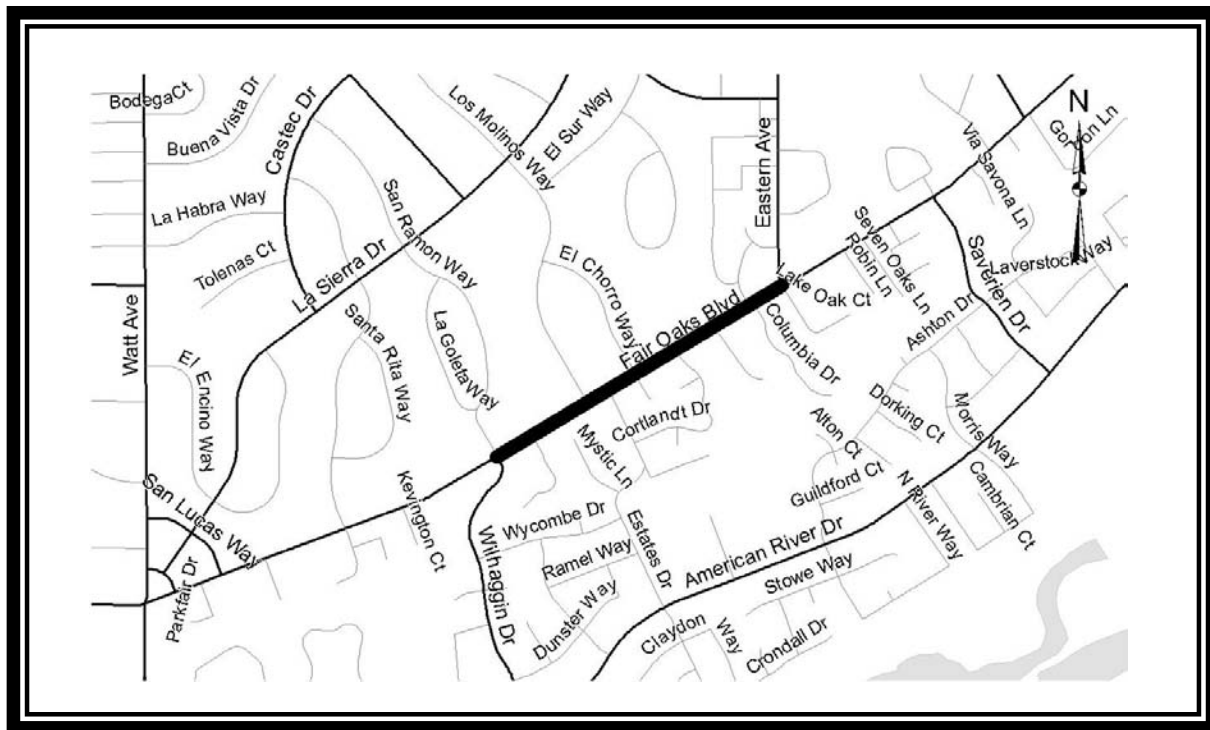 Bodega Ct
Buena Vista Dr
Castec Dr
Los Molinos Way
El Sur Way
Eastern Ave
Via Savona Ln
N
Gordon Ln
La Habra Way
San Ramon Way
Tolenas Ct
La Sierra Dr
El Chorro Way
Seven Oaks Ln
Robin Ln
Saverien Dr
Laverstock Way
Lake Oak Ct
Watt Ave
El Encino Way
Santa Rita Way
La Goleta Way
Fair Oaks Blvd
Columbia Dr
Ashton Dr
Cortlandt Dr
Mystic Ln
Alton Ct
Dorking Ct
Morris Way
San Lucas Way
Kevington Ct
Wycombe Dr
Guildford Ct
N River Way
Cambrian Ct
Parkfair Dr
Wilhaggin Dr
Ramel Way
Estates Dr
American River Dr
Stowe Way
Dunster Way
Claydon Way
Crondall Dr